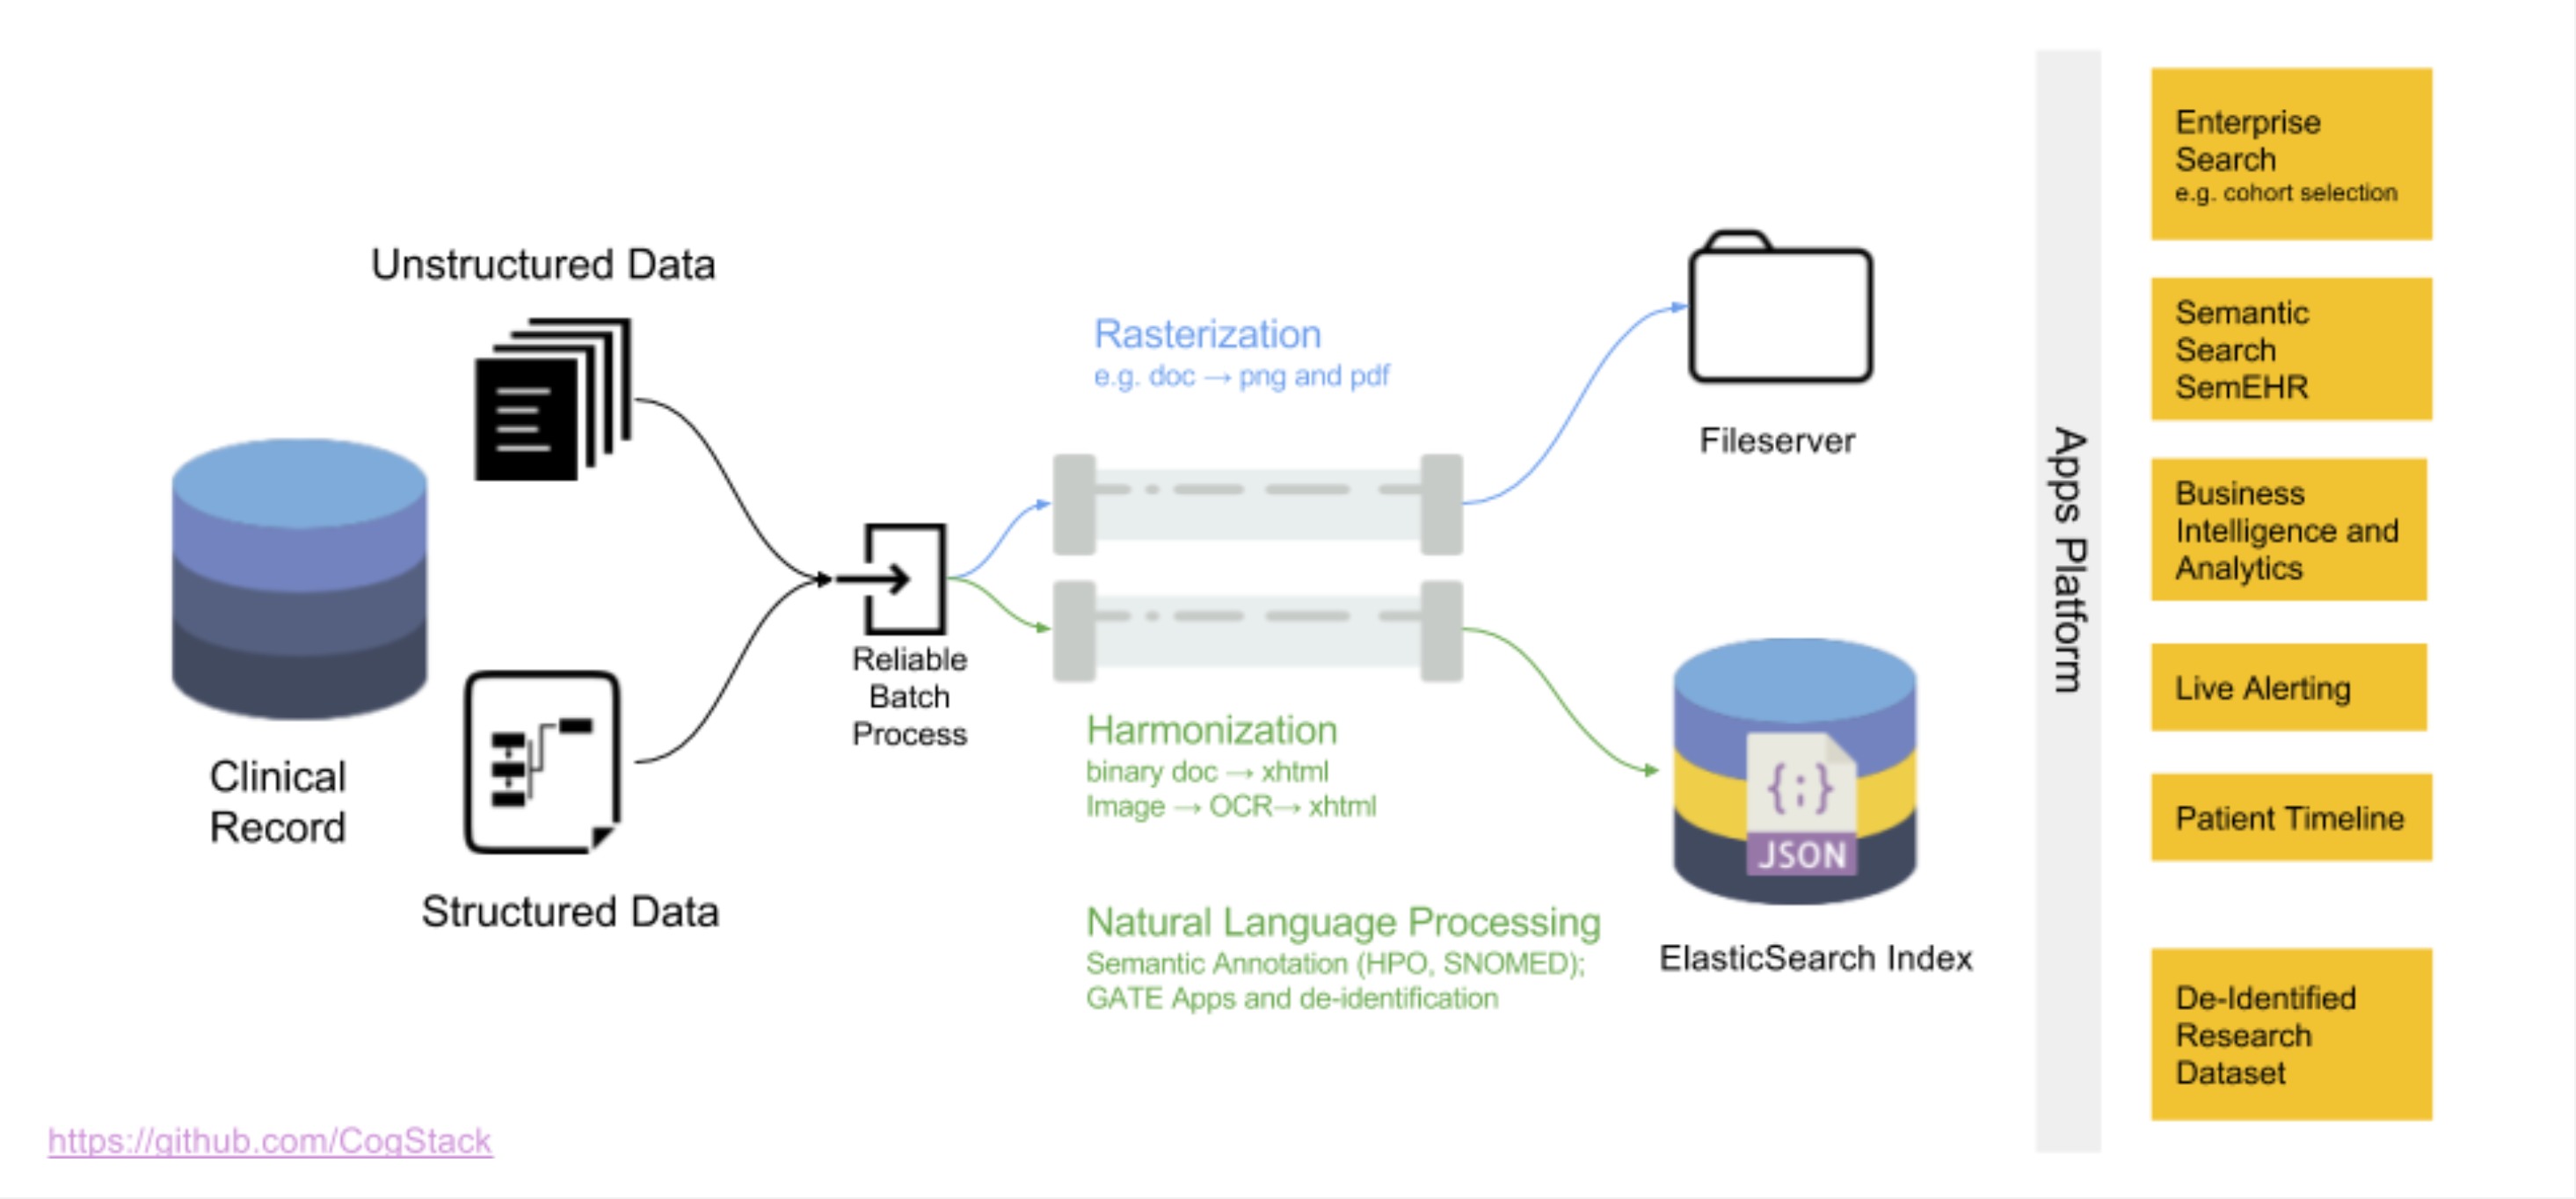 Unstructured Data
Clinical
Record
Structured Data
Reliable
Batch
Process
Rasterization
e.g. doc → png and pdf
Harmonization
binary doc → xhtml
Image → OCR→ xhtml
Natural Language Processing
Semantic Annotation (HPO, SNOMED);
GATE Apps and de-identification
Fileserver
{;}
JSON
ElasticSearch Index
Apps Platform
Enterprise
Search
e.g. cohort selection
Semantic
Search
SemEHR
Business
Intelligence and
Analytics
Live Alerting
Patient Timeline
De-Identified
Research
Dataset
https://github.com/CogStack